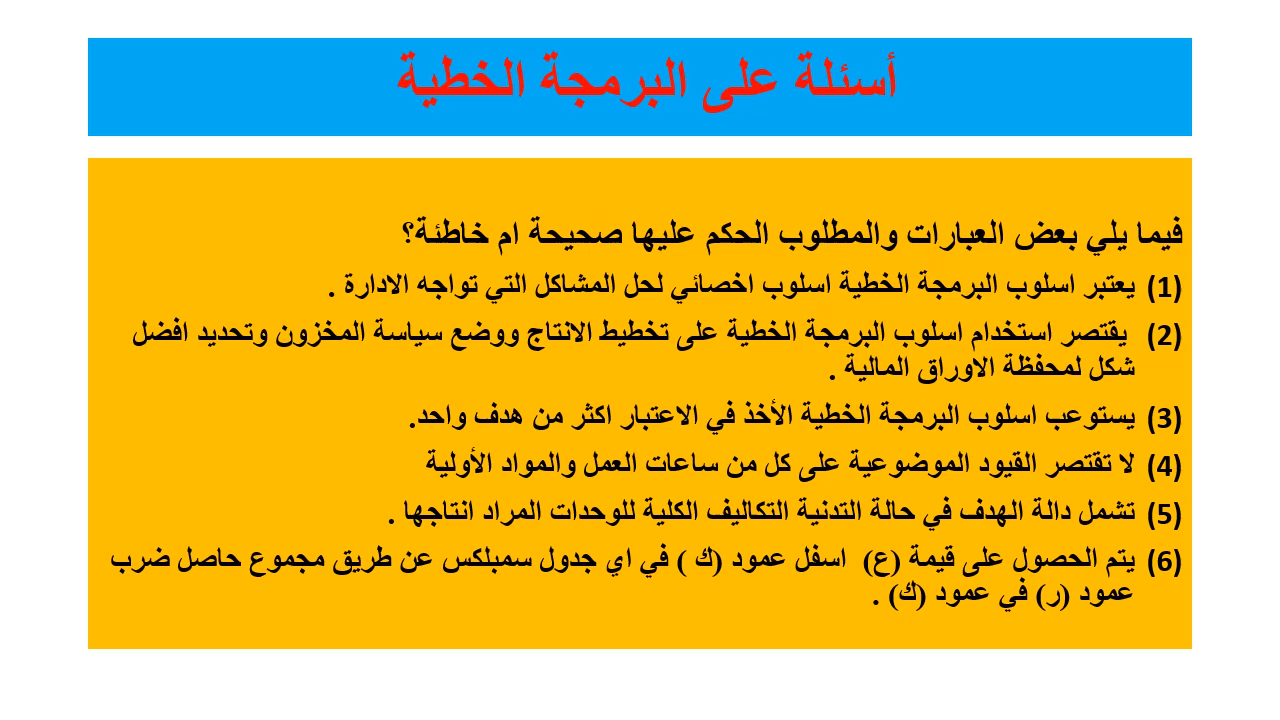 أسئلة على البرمجة الخطية
فيما يلي بعض العبارات والمطلوب الحكم عليها صحيحة ام خاطئة؟
(1) يعتبر اسلوب البرمجة الخطية اسلوب اخصائي لحل المشاكل التي تواجه الادارة .
(2) يقتصر استخدام اسلوب البرمجة الخطية على تخطيط الانتاج ووضع سياسة المخزون وتحديد افضل
شكل لمحفظة الاوراق المالية .
(3) يستوعب اسلوب البرمجة الخطية الأخذ في الاعتبار اكثر من هدف واحد.
(4) لا تقتصر القيود الموضوعية على كل من ساعات العمل والمواد الأولية
(5) تشمل دالة الهدف في حالة التدنية التكاليف الكلية للوحدات المراد انتاجها .
(6) يتم الحصول على قيمة (ع) اسفل عمود (ك ) في اي جدول سمبلكس عن طريق مجموع حاصل ضرب
عمود (ر) في عمود (ك) .